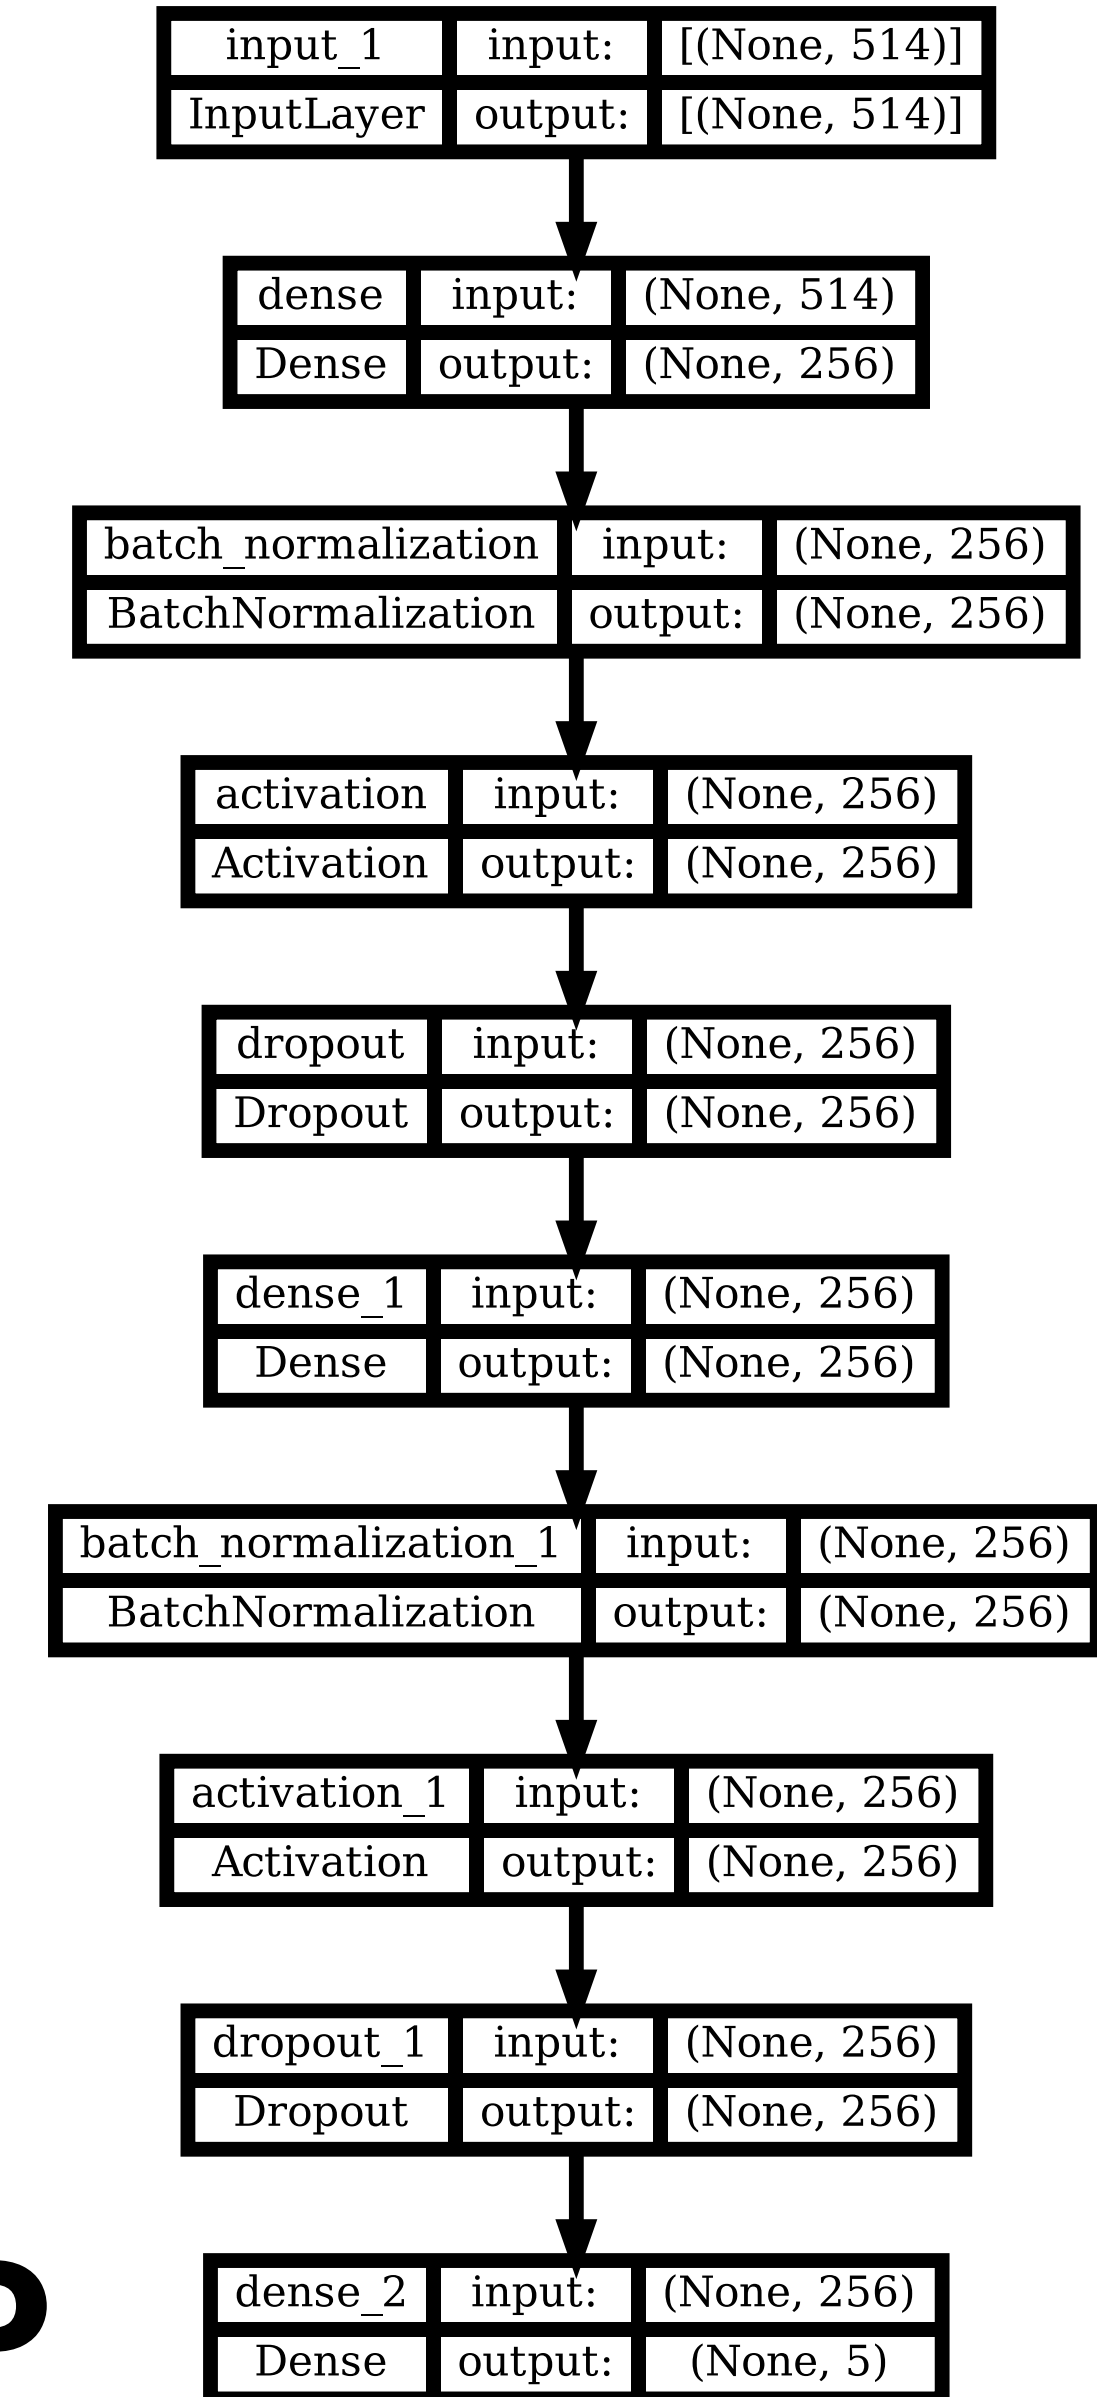 input_1 input: [(None, 514)]
InputLayer output: [(None, 514)]
dense input: (None, 514)
Dense output: (None, 256)
batch_normalization input: (None, 256)
BatchNormalization output: (None, 256)
activation input: (None, 256)
Activation output: (None, 256)
dropout input: (None, 256)
Dropout output: (None, 256)
dense_1 input: (None, 256)
Dense output: (None, 256)
batch_normalization_1 input: (None, 256)
BatchNormalization output: (None, 256)
activation_1 input: (None, 256)
Activation output: (None, 256)
dropout_1 input: (None, 256)
Dropout output: (None, 256)
dense_2 input: (None, 256)
Dense output: (None, 5)